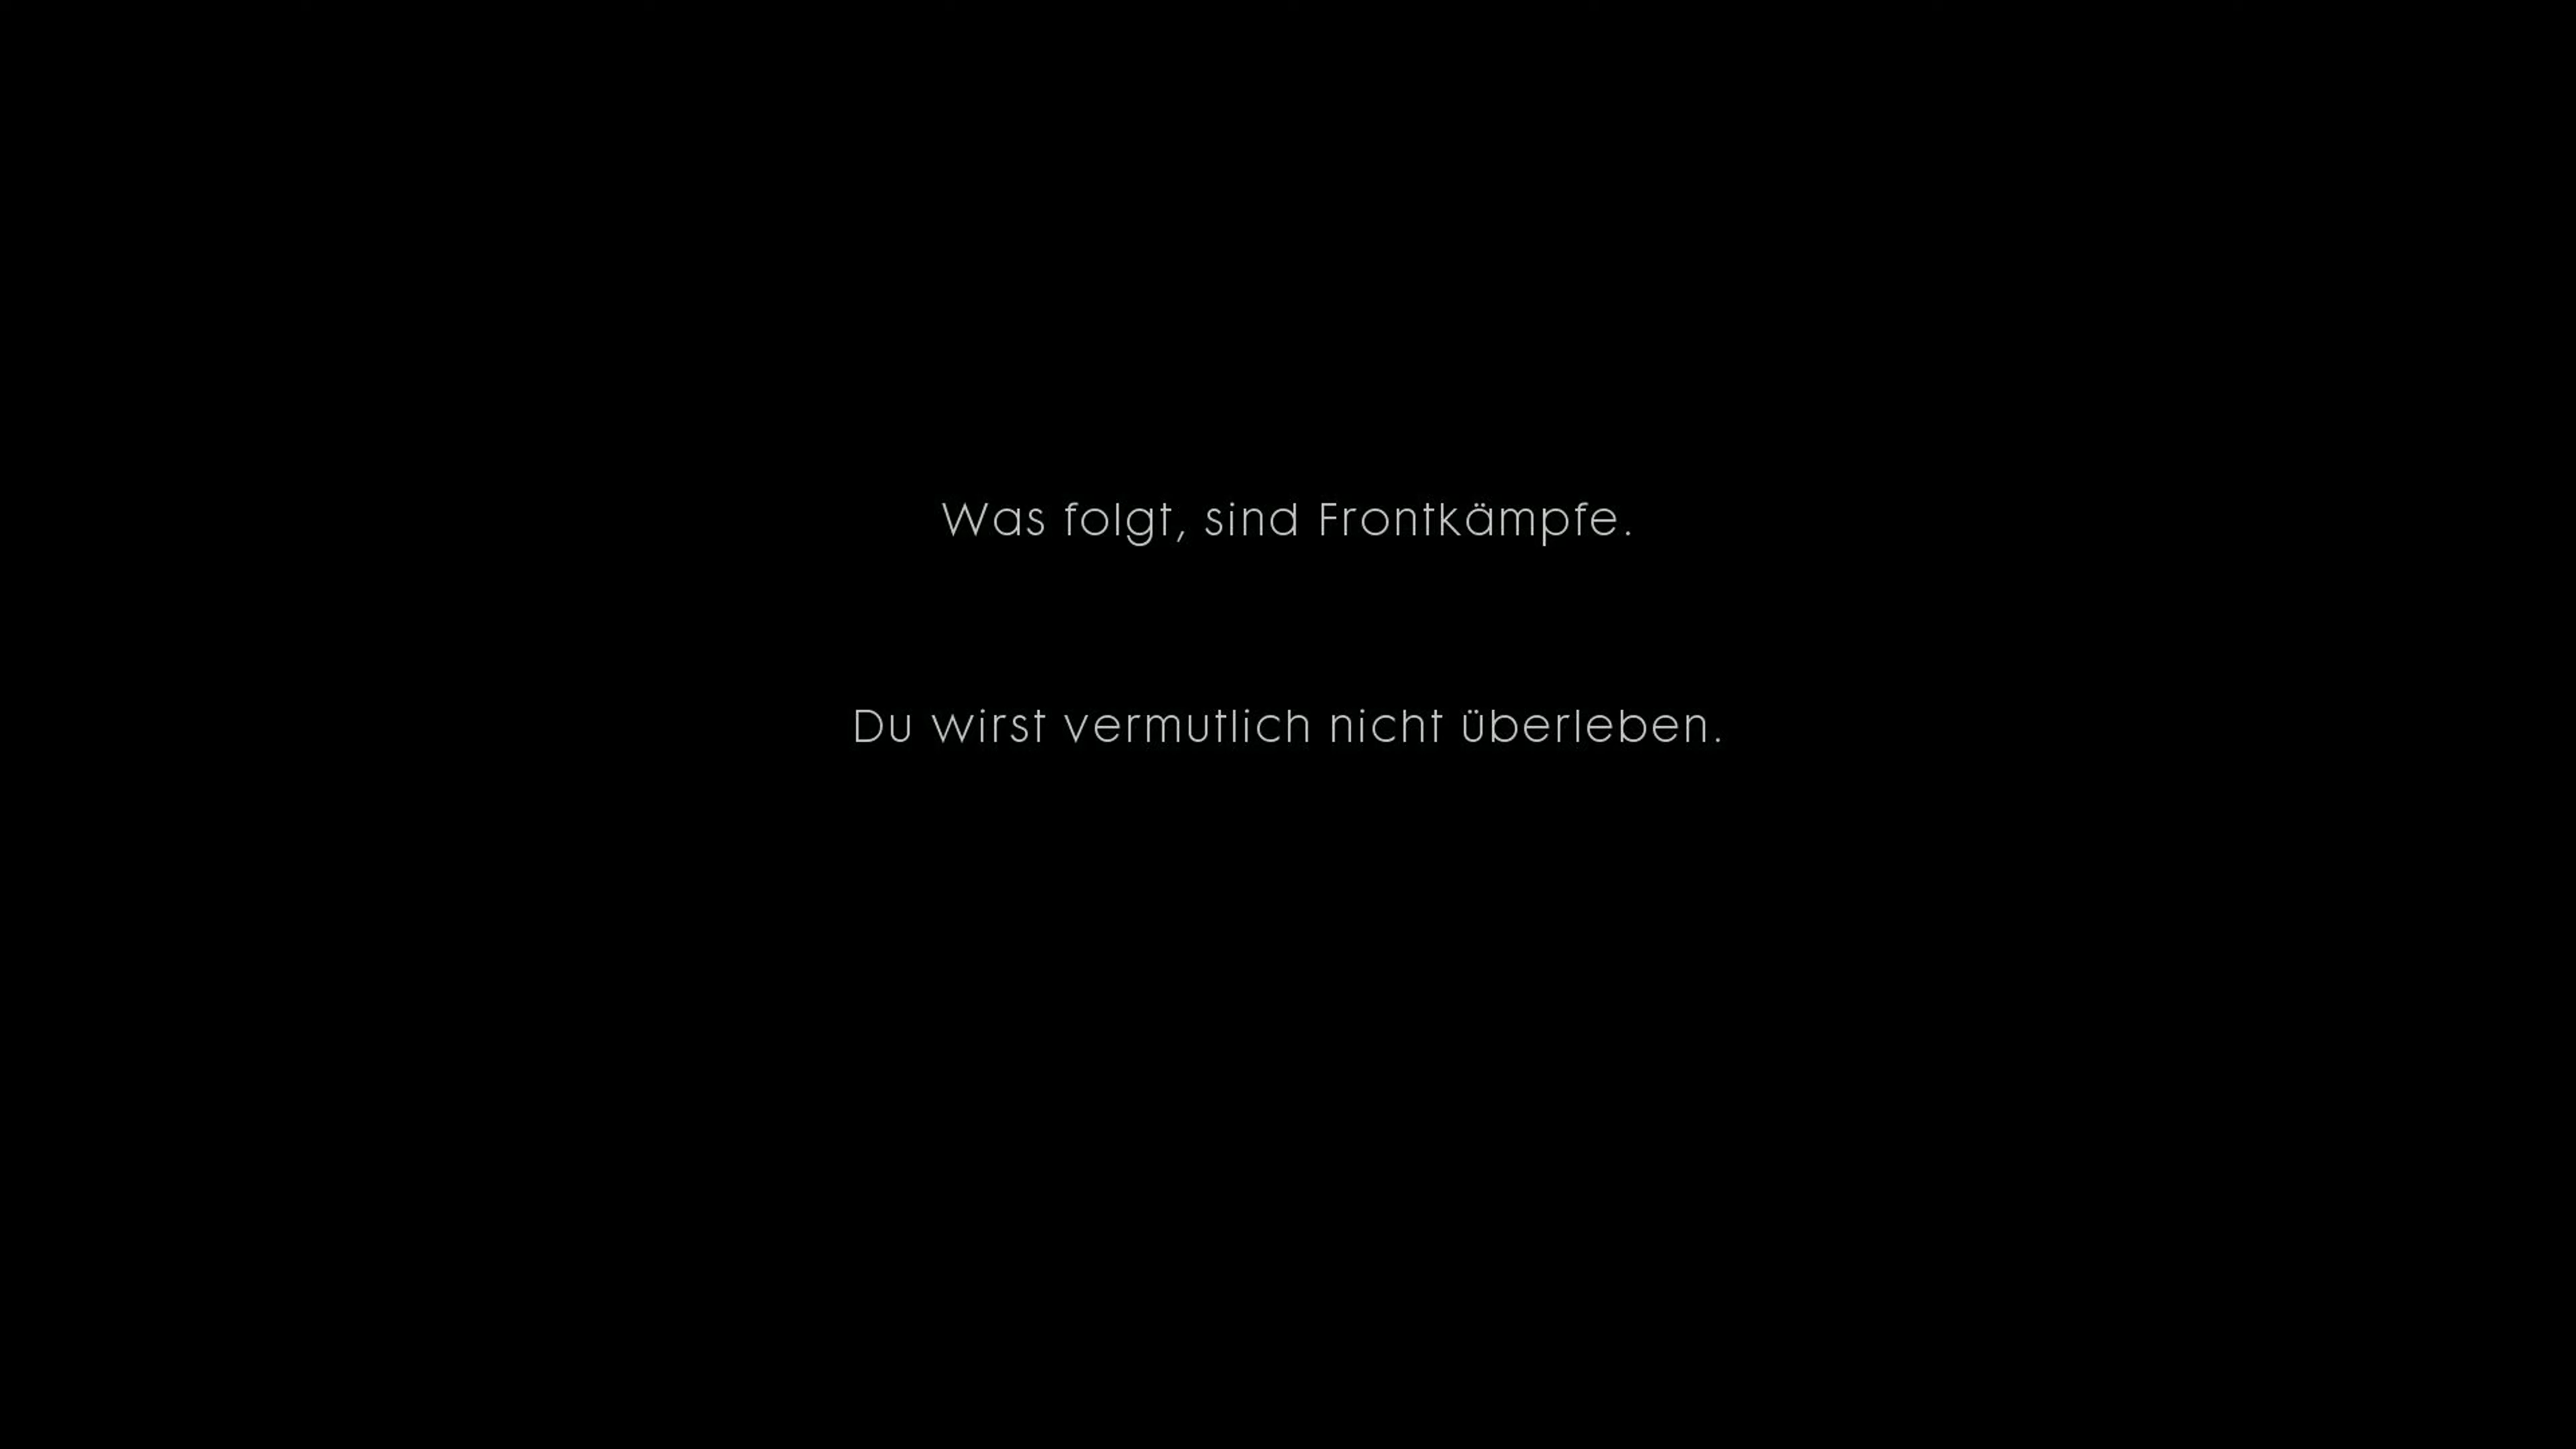 Was folgt, sind Frontkämpfe.
Du wirst vermutlich nicht überleben.